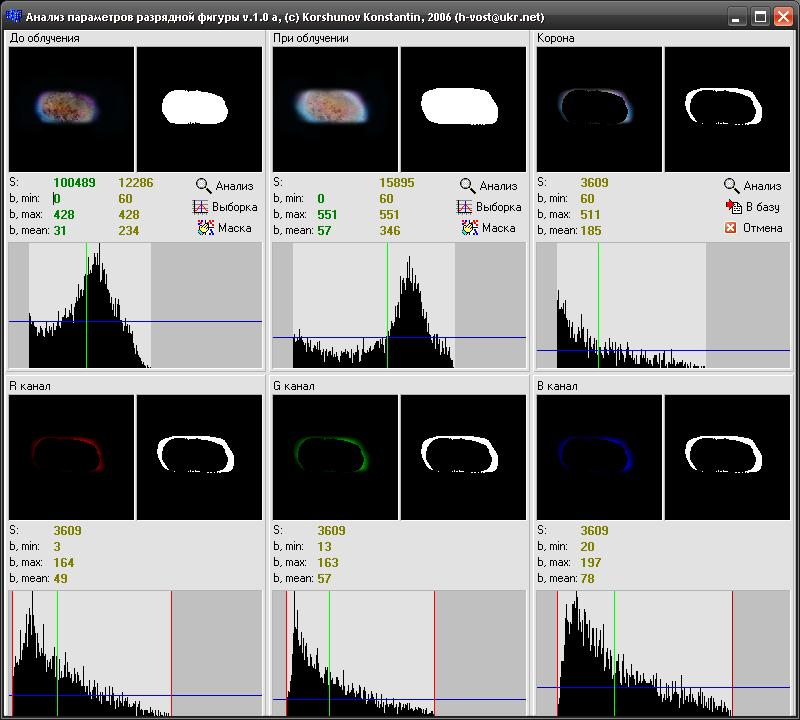 Анализ параметров разрядной фигуры v.1.0 a, (c) Korshunov Konstantin, 2006 (h-vost@ukr.net)
До облучения
При облучении
Корона
S: 100489 12286
b, min: 0 60
b, max: 428 428
b, mean: 31 234
Анализ
Выборка
Маска
S: 15895
b, min: 0 60
b, max: 551 551
b, mean: 57 346
Анализ
Выборка
Маска
S: 3609
b, min: 60
b, max: 511
b, mean: 185
Анализ
В базу
Отмена
R канал
G канал
B канал
S: 3609
b, min: 3
b, max: 164
b, mean: 49
S: 3609
b, min: 13
b, max: 163
b, mean: 57
S: 3609
b, min: 20
b, max: 197
b, mean: 78